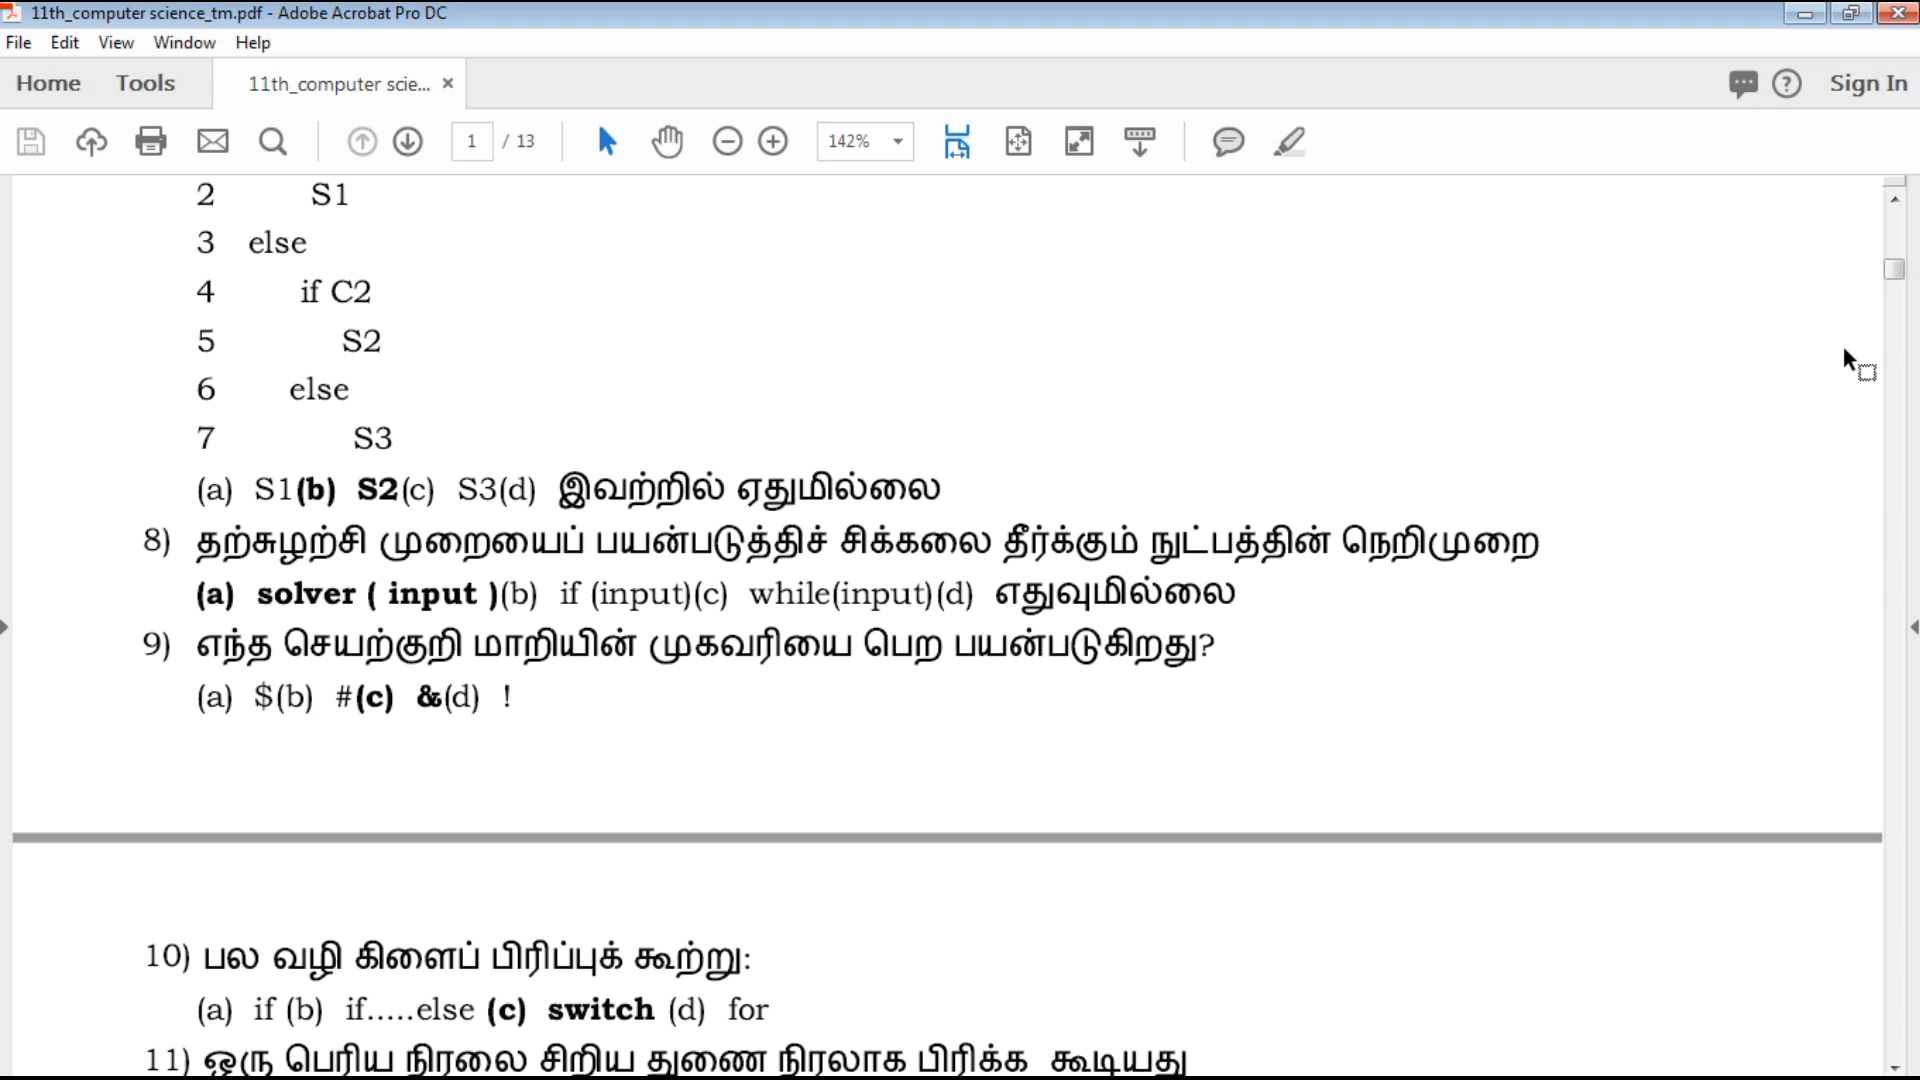 11th_computer science_tm.pdf - Adobe Acrobat Pro DC
File Edit View Window Help
Home Tools 11th_computer scie... × Sign In
1 / 13 142%
2 S1
3 else
4 if C2
5 S2
6 else
7 S3
(a) S1(b) S2(c) S3(d) இவற்றில் ஏதுமில்லை
8) தற்சுழற்சி முறையைப் பயன்படுத்திச் சிக்கலை தீர்க்கும் நுட்பத்தின் நெறிமுறை
(a) solver ( input )(b) if (input)(c) while(input)(d) எதுவுமில்லை
9) எந்த செயற்குறி மாறியின் முகவரியை பெற பயன்படுகிறது?
(a) $(b) #(c) &(d) !
10) பல வழி கிளைப் பிரிப்புக் கூற்று:
(a) if (b) if.....else (c) switch (d) for
11) ஒரு பெரிய நிரலை சிறிய துணை நிரலாக பிரிக்க கூடியது